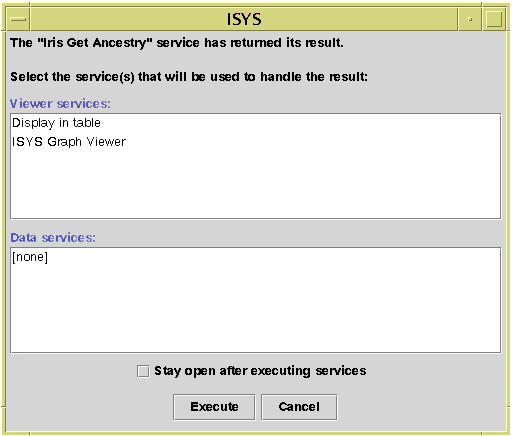 ISYS
The "Iris Get Ancestry" service has returned its result.
Select the service(s) that will be used to handle the result:
Viewer services:
Display in table
ISYS Graph Viewer
Data services:
[none]
Stay open after executing services
Execute
Cancel